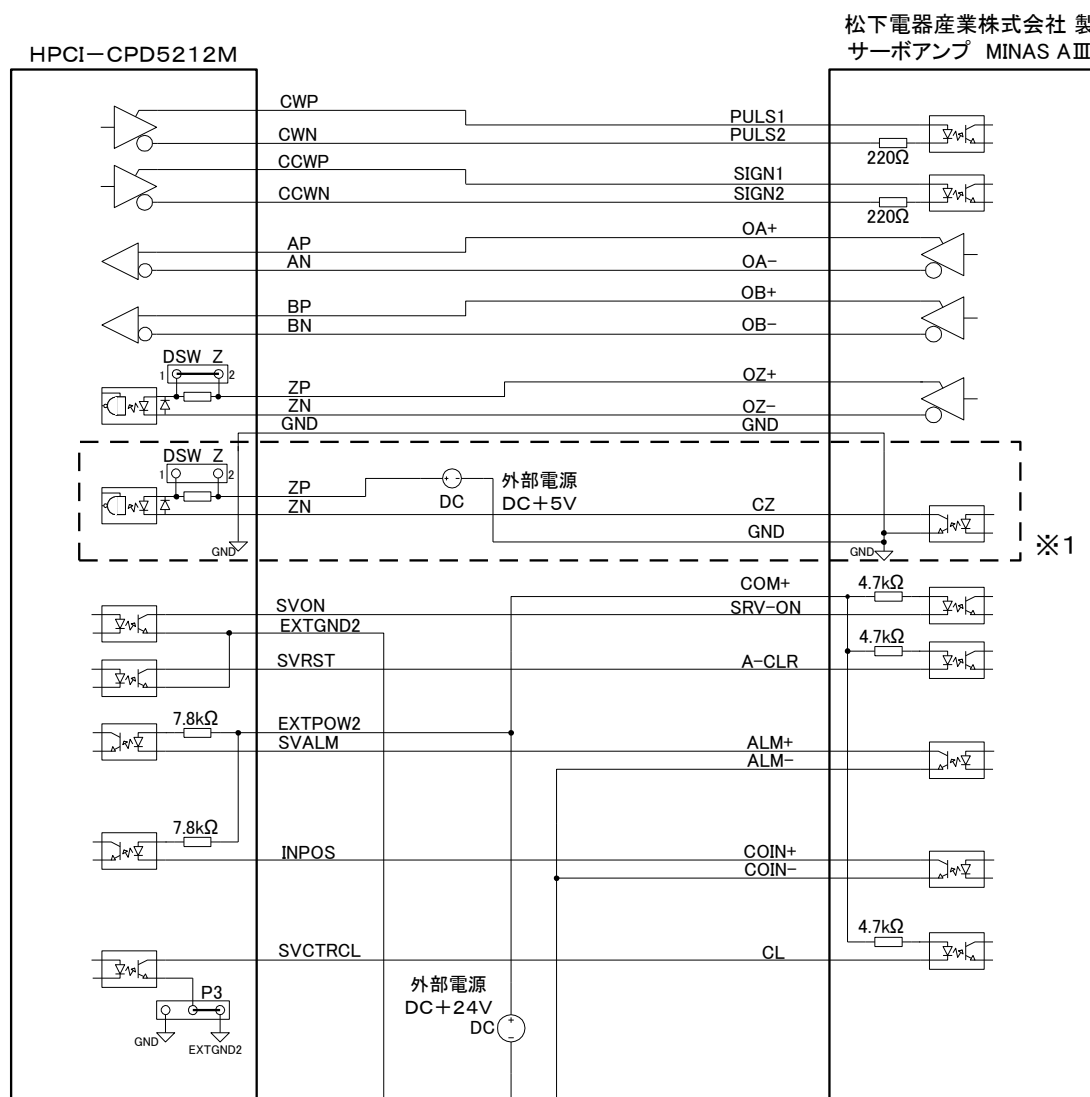 松下電器産業株式会社 製
HPCI－CPD5212M
サーボアンプ MINAS AⅢ
CWP
PULS1
CWN
PULS2
220Ω
CCWP
SIGN1
CCWN
SIGN2
220Ω
AP
OA+
AN
OA-
BP
OB+
BN
OB-
DSW Z
1 2
ZP
OZ+
ZN
OZ-
GND
GND
DSW Z
1 2
ZP
外部電源
DC
DC+5V
ZN
CZ
GND
GND
GND
※1
COM+
4.7kΩ
SVON
SRV-ON
EXTGND2
4.7kΩ
SVRST
A-CLR
7.8kΩ
EXTPOW2
SVALM
ALM+
ALM-
7.8kΩ
INPOS
COIN+
COIN-
4.7kΩ
SVCTRCL
CL
P3
外部電源
DC+24V
DC
+
-
GND
EXTGND2